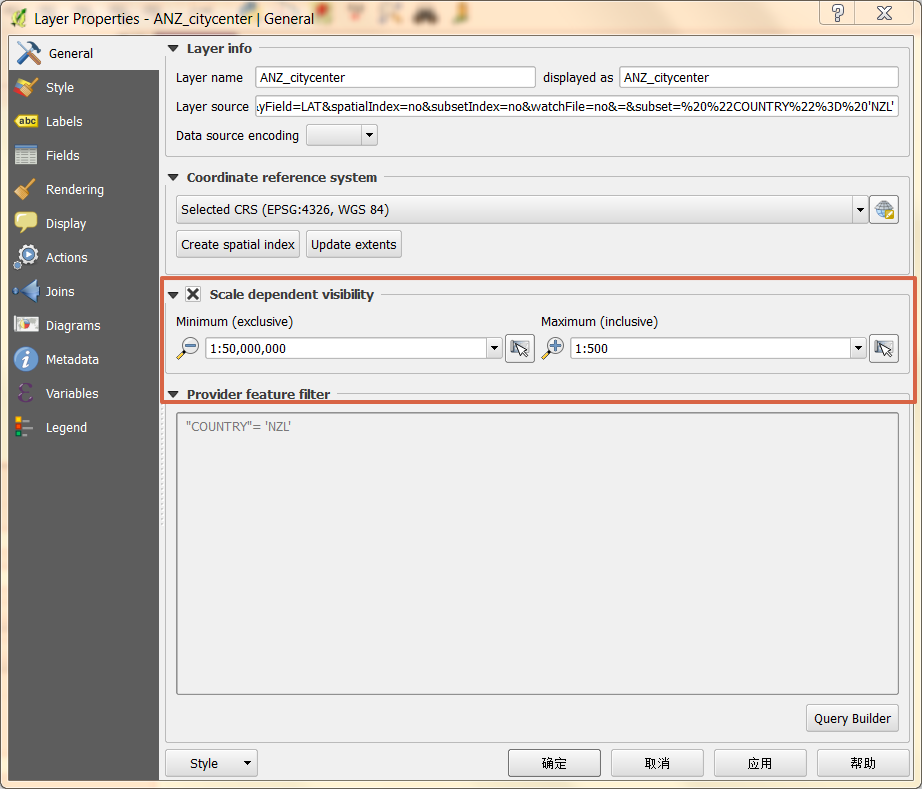 Layer Properties - ANZ_citycenter | General
General
Style
Labels
Fields
Rendering
Display
Actions
Joins
Diagrams
Metadata
Variables
Legend
abc
Layer info
Layer name ANZ_citycenter displayed as ANZ_citycenter
Layer source yField=LAT&spatialIndex=no&subsetIndex=no&watchFile=no&=&subset=%20%22COUNTRY%22%3D%20'NZL'
Data source encoding
Coordinate reference system
Selected CRS (EPSG:4326, WGS 84)
Create spatial index Update extents
Scale dependent visibility
Minimum (exclusive) Maximum (inclusive)
1:50,000,000 1:500
Provider feature filter
"COUNTRY"= 'NZL'
Query Builder
Style 确定 取消 应用 帮助